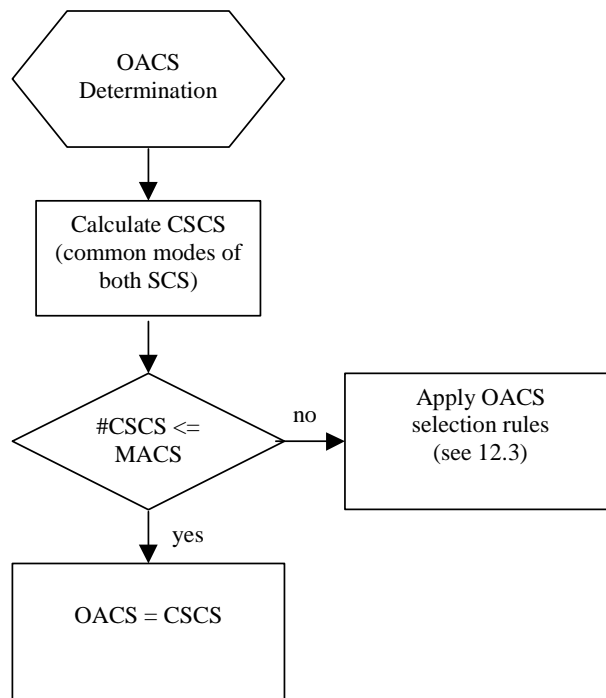 OACS
Determination
Calculate CSCS
(common modes of
both SCS)
#CSCS <=
MACS
no
Apply OACS
selection rules
(see 12.3)
yes
OACS = CSCS